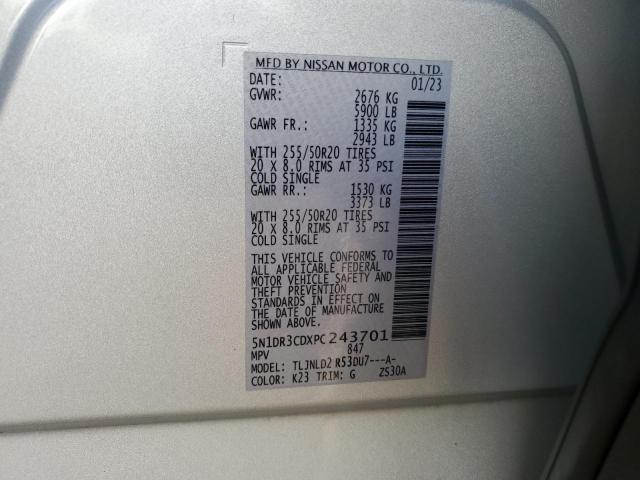 MFD BY NISSAN MOTOR CO., LTD.
DATE: 01/23
GVWR: 2676 KG
5900 LB
GAWR FR.: 1335 KG
2943 LB
WITH 255/50R20 TIRES
20 X 8.0 RIMS AT 35 PSI
COLD SINGLE
GAWR RR.: 1530 KG
3373 LB
WITH 255/50R20 TIRES
20 X 8.0 RIMS AT 35 PSI
COLD SINGLE
THIS VEHICLE CONFORMS TO
ALL APPLICABLE FEDERAL
MOTOR VEHICLE SAFETY AND
THEFT PREVENTION
STANDARDS IN EFFECT ON
THE DATE OF MANUFACTURE
SHOWN ABOVE.
5N1DR3CDXPC243701
MPV 847
MODEL: TLJNLD2 R53DU7---A-
COLOR: K23 TRIM: G ZS30A